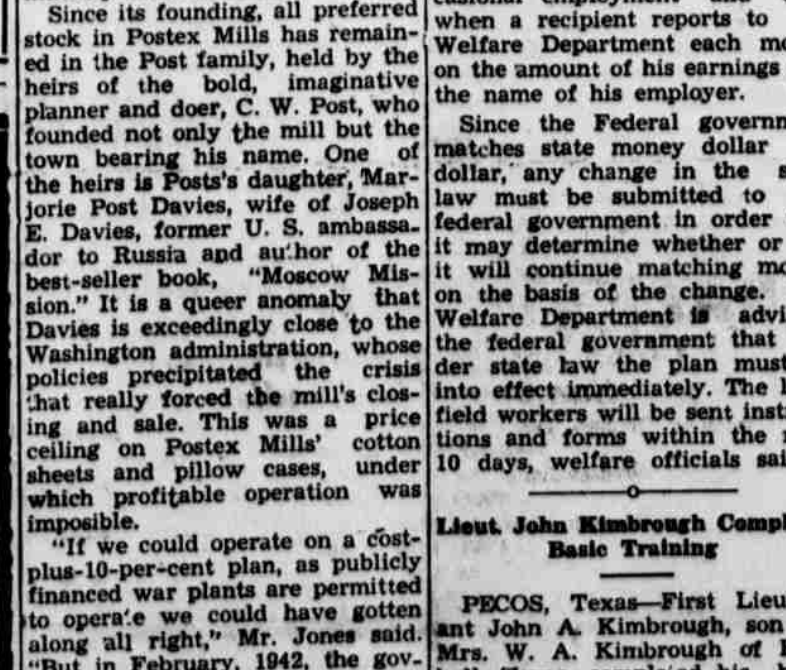 Since its founding, all preferred
stock in Postex Mills has remain-
ed in the Post family, held by the
heirs of the bold, imaginative
planner and doer, C. W. Post, who
founded not only the mill but the
town bearing his name. One of
the heirs is Posts's daughter, Mar-
jorie Post Davies, wife of Joseph
E. Davies, former U. S. ambassa-
dor to Russia and author of the
best-seller book, "Moscow Mis-
sion." It is a queer anomaly that
Davies is exceedingly close to the
Washington administration, whose
policies precipitated the crisis
that really forced the mill's clos-
ing and sale. This was a price
ceiling on Postex Mills' cotton
sheets and pillow cases, under
which profitable operation was
imposible.
"If we could operate on a cost-
plus-10-per-cent plan, as publicly
financed war plants are permitted
to operate we could have gotten
along all right," Mr. Jones said.
"But in February, 1942, the gov-
when a recipient reports to
Welfare Department each
on the amount of his earnings
the name of his employer.
Since the Federal
matches state money dollar
dollar, any change in the
law must be submitted to
federal government in order
it may determine whether or
it will continue matching
on the basis of the change.
Welfare Department is
the federal government that
der state law the plan must
into effect immediately. The
field workers will be sent
tions and forms within the
10 days, welfare officials
Lieut. John Kimbrough
Basic Training
PECOS, Texas—First
ant John A. Kimbrough, son
Mrs. W. A. Kimbrough of